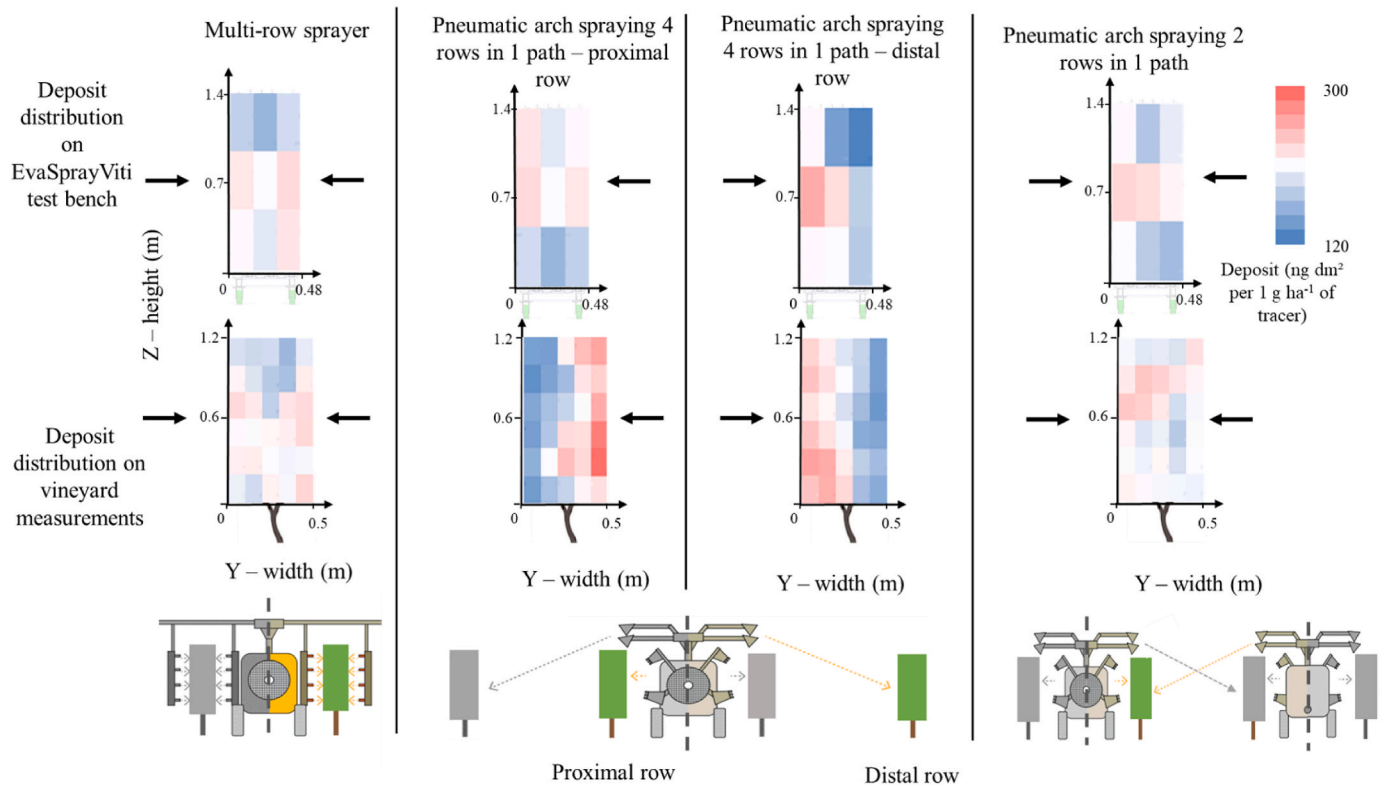 Multi-row sprayer
Pneumatic arch spraying 4
rows in 1 path – proximal
row
Pneumatic arch spraying
4 rows in 1 path – distal
row
Pneumatic arch spraying 2
rows in 1 path
Deposit
distribution
on
EvaSprayViti
test bench
1.4
0.7
0
0.48
1.4
0.7
0
0.48
1.4
0.7
0
0.48
1.4
0.7
0
0.48
300
120
Deposit (ng dm²
per 1 g ha⁻¹ of
tracer)
Z – height (m)
Deposit
distribution on
vineyard
measurements
1.2
0.6
0
0.5
1.2
0.6
0
0.5
1.2
0.6
0
0.5
1.2
0.6
0
0.5
Y – width (m)
Y – width (m)
Y – width (m)
Y – width (m)
Proximal row
Distal row